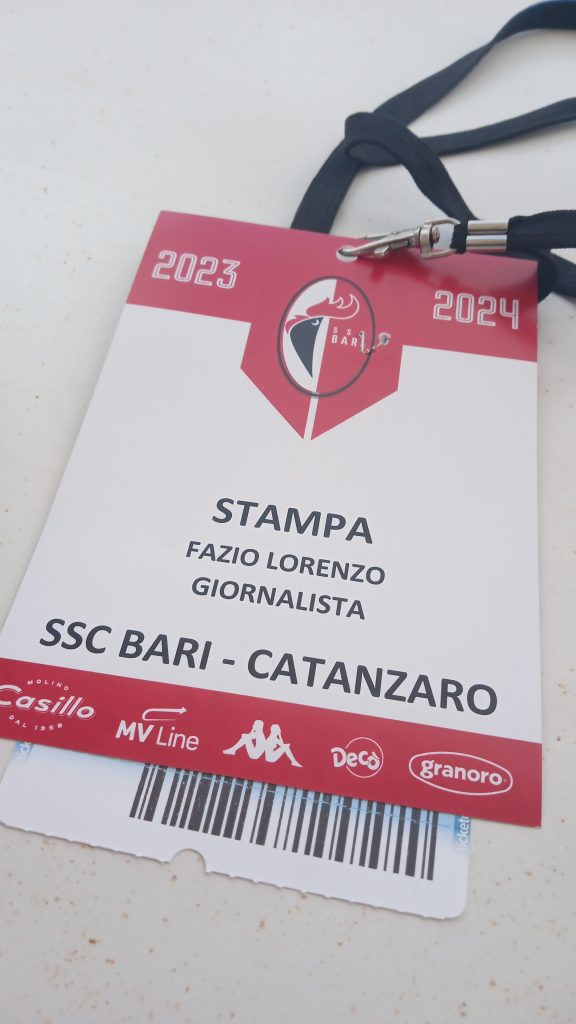 2023
2024
SSC
BARI
STAMPA
FAZIO LORENZO
GIORNALISTA
SSC BARI - CATANZARO
MOLINO
Casillo
DAL 1958
MV Line
Decò
granoro